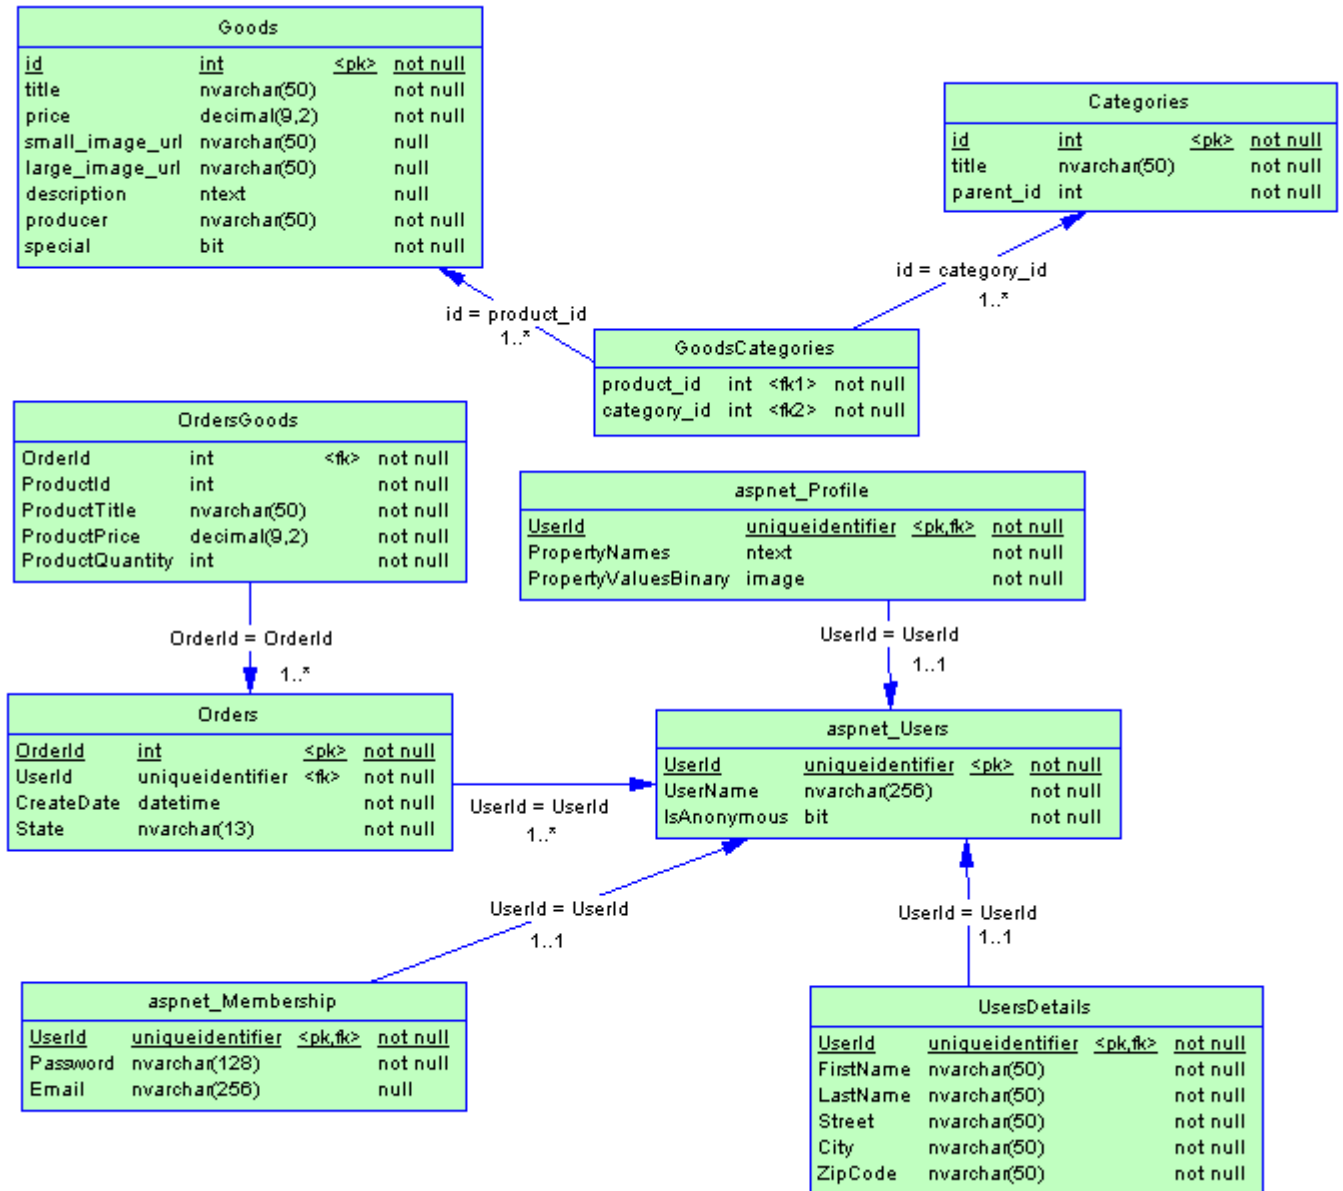 Goods
id int <pk> not null
title nvarchar(50) not null
price decimal(9,2) not null
small_image_url nvarchar(50) null
large_image_url nvarchar(50) null
description ntext null
producer nvarchar(50) not null
special bit not null
Categories
id int <pk> not null
title nvarchar(50) not null
parent_id int not null
id = category_id
1..*
id = product_id
1..*
GoodsCategories
product_id int <fk1> not null
category_id int <fk2> not null
OrdersGoods
OrderId int <fk> not null
ProductId int not null
ProductTitle nvarchar(50) not null
ProductPrice decimal(9,2) not null
ProductQuantity int not null
aspnet_Profile
UserId uniqueidentifier <pk,fk> not null
PropertyNames ntext not null
PropertyValuesBinary image not null
OrderId = OrderId
1..*
UserId = UserId
1..1
Orders
OrderId int <pk> not null
UserId uniqueidentifier <fk> not null
CreateDate datetime not null
State nvarchar(13) not null
UserId = UserId
1..*
aspnet_Users
UserId uniqueidentifier <pk> not null
UserName nvarchar(256) not null
IsAnonymous bit not null
UserId = UserId
1..1
UserId = UserId
1..1
aspnet_Membership
UserId uniqueidentifier <pk,fk> not null
Password nvarchar(128) not null
Email nvarchar(256) null
UsersDetails
UserId uniqueidentifier <pk,fk> not null
FirstName nvarchar(50) not null
LastName nvarchar(50) not null
Street nvarchar(50) not null
City nvarchar(50) not null
ZipCode nvarchar(50) not null